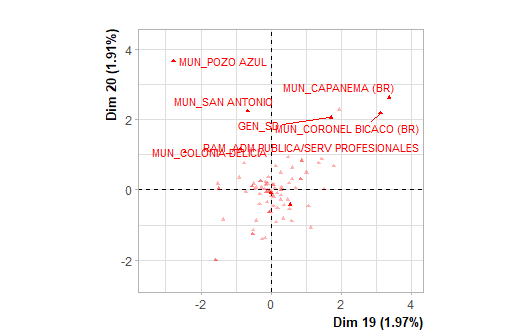 Dim 20 (1.91%)
4
2
0
-2
MUN_POZO AZUL
MUN_CAPANEMA (BR)
MUN_SAN ANTONIO
GEN_SD
MUN_CORONEL BICACO (BR)
RAM_ADM PUBLICA/SERV PROFESIONALES
MUN_COLONIA DELICIA
-2
0
2
4
Dim 19 (1.97%)